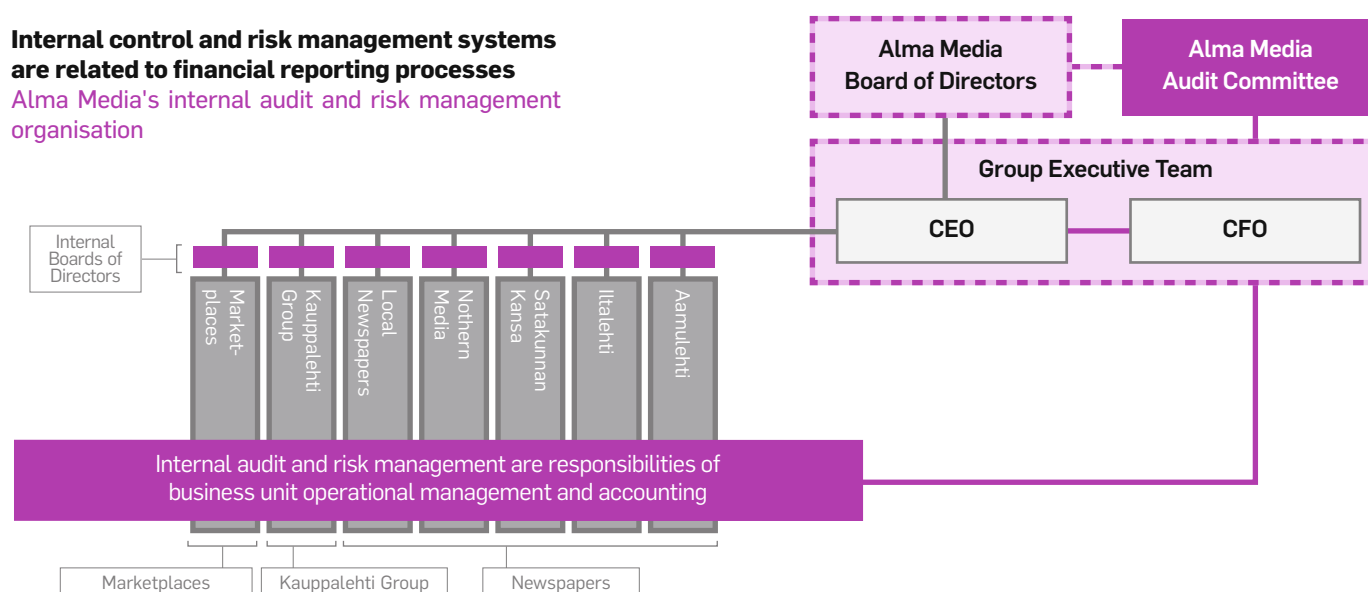 Internal control and risk management systems
are related to financial reporting processes
Alma Media's internal audit and risk management
organisation
Alma Media
Board of Directors
Alma Media
Audit Committee
Group Executive Team
CEO
CFO
Internal
Boards of
Directors
Market-
places
Kauppalehti
Group
Local
Newspapers
Nothern
Media
Satakunnan
Kansa
Iltalehti
Aamulehti
Internal audit and risk management are responsibilities of
business unit operational management and accounting
Marketplaces
Kauppalehti Group
Newspapers